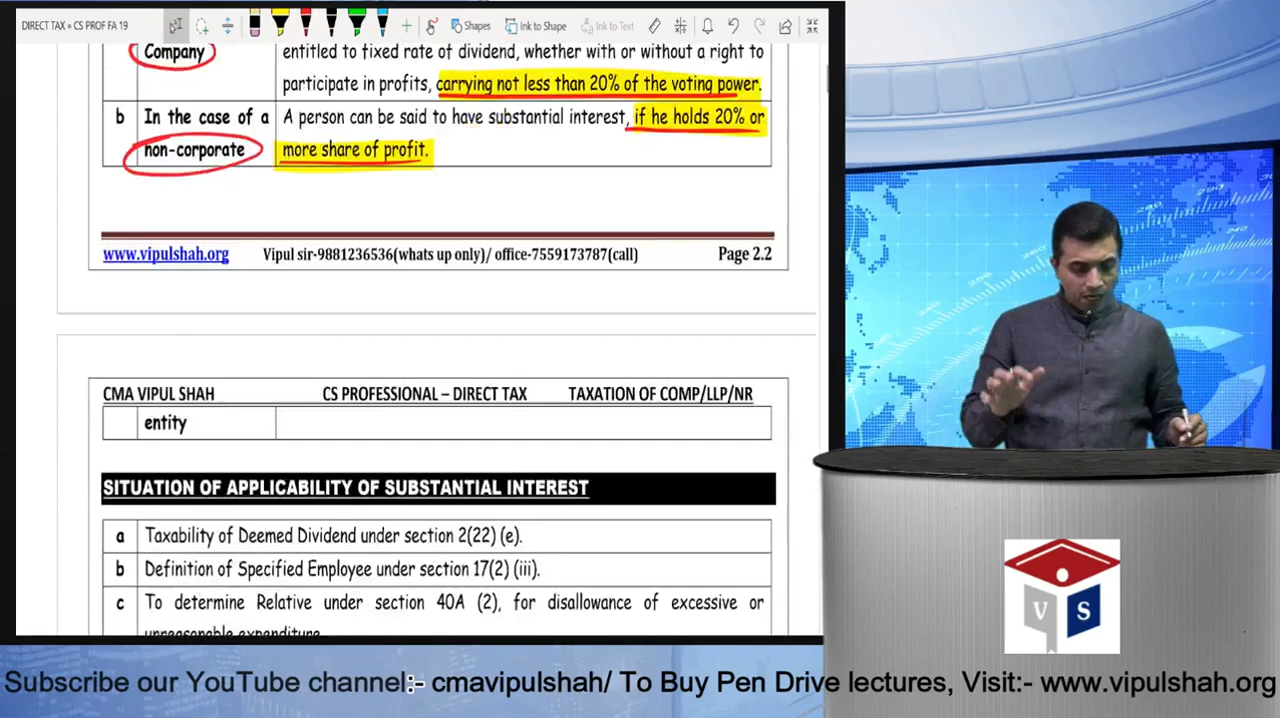 DIRECT TAX » CS PROF FA 19
Shapes
Ink to Shape
Ink to Text
Company
entitled to fixed rate of dividend, whether with or without a right to
participate in profits, carrying not less than 20% of the voting power.
b In the case of a
non-corporate
A person can be said to have substantial interest, if he holds 20% or
more share of profit.
www.vipulshah.org Vipul sir-9881236536(whats up only)/ office-7559173787(call) Page 2.2
CMA VIPUL SHAH CS PROFESSIONAL – DIRECT TAX TAXATION OF COMP/LLP/NR
entity
SITUATION OF APPLICABILITY OF SUBSTANTIAL INTEREST
a Taxability of Deemed Dividend under section 2(22) (e).
b Definition of Specified Employee under section 17(2) (iii).
c To determine Relative under section 40A (2), for disallowance of excessive or
unreasonable expenditure
V S
Subscribe our YouTube channel:- cmavipulshah/ To Buy Pen Drive lectures, Visit:- www.vipulshah.org